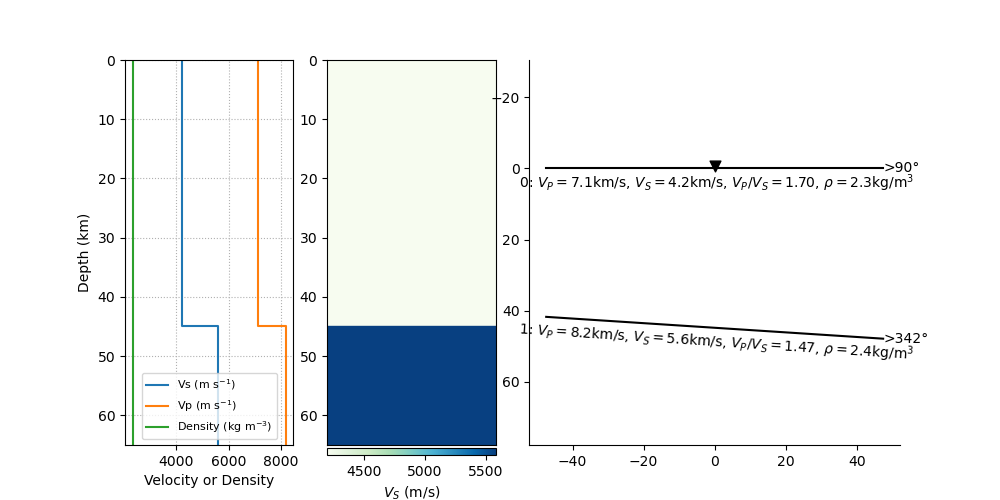 0
10
20
30
40
50
60
Depth (km)
4000 6000 8000
Velocity or Density
Vs (m s⁻¹)
Vp (m s⁻¹)
Density (kg m⁻³)
0
10
20
30
40
50
60
4500 5000 5500
V_S (m/s)
−20
0
20
40
60
−40 −20 0 20 40
>90°
0: V_P = 7.1km/s, V_S = 4.2km/s, V_P/V_S = 1.70, ρ = 2.3kg/m³
>342°
1: V_P = 8.2km/s, V_S = 5.6km/s, V_P/V_S = 1.47, ρ = 2.4kg/m³